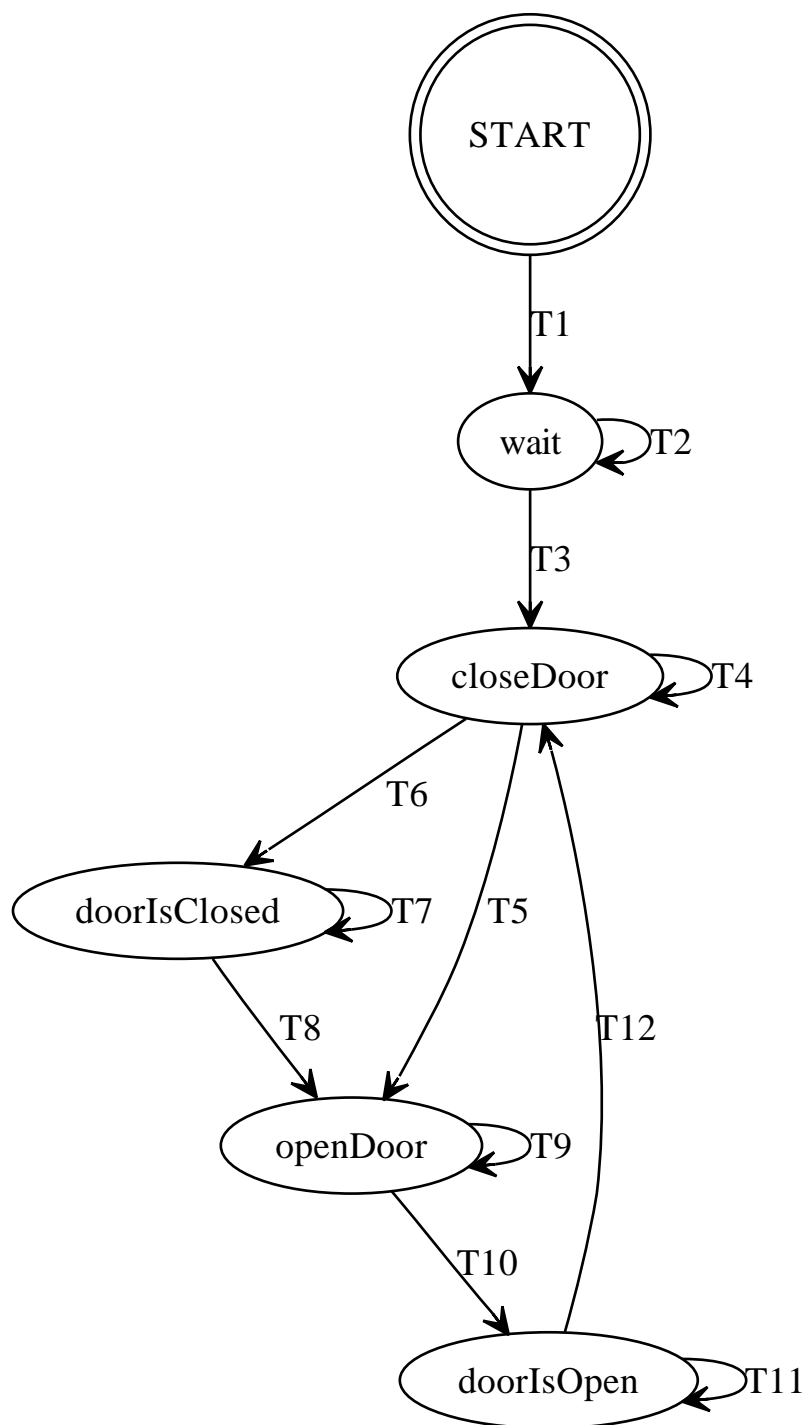 START
T1
wait
T2
T3
closeDoor
T4
T6
doorIsClosed
T7
T5
T8
T12
openDoor
T9
T10
doorIsOpen
T11